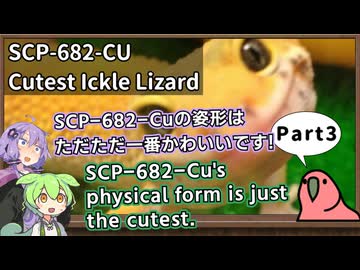 SCP-682-CU
Cutest Ickle Lizard
SCP−682−Cuの姿形は
ただただ一番かわいいです!
Part3
SCP−682−Cu's
physical form is just
the cutest.